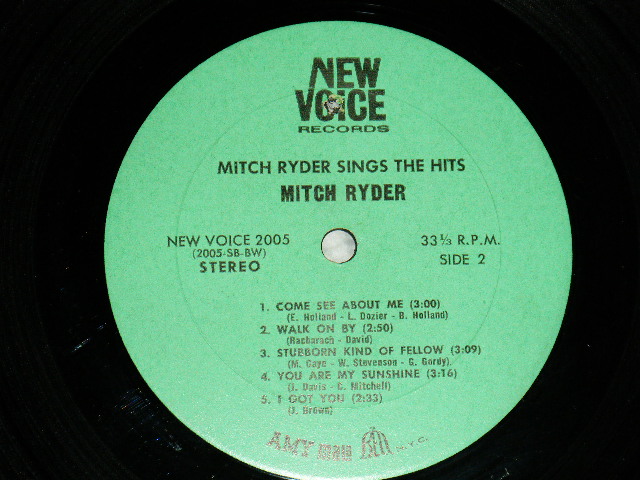 NEW
VOICE
RECORDS
MITCH RYDER SINGS THE HITS
MITCH RYDER
NEW VOICE 2005
(2005-SB-BW)
STEREO
33⅓ R.P.M.
SIDE 2
1. COME SEE ABOUT ME (3:00)
(E. Holland - L. Dozier - B. Holland)
2. WALK ON BY (2:50)
(Bacharach - David)
3. STUBBORN KIND OF FELLOW (3:09)
(M. Gaye - W. Stevenson - G. Gordy)
4. YOU ARE MY SUNSHINE (3:16)
(J. Davis - C. Mitchell)
5. I GOT YOU (2:33)
(J. Brown)
AMY BELL N.Y.C.